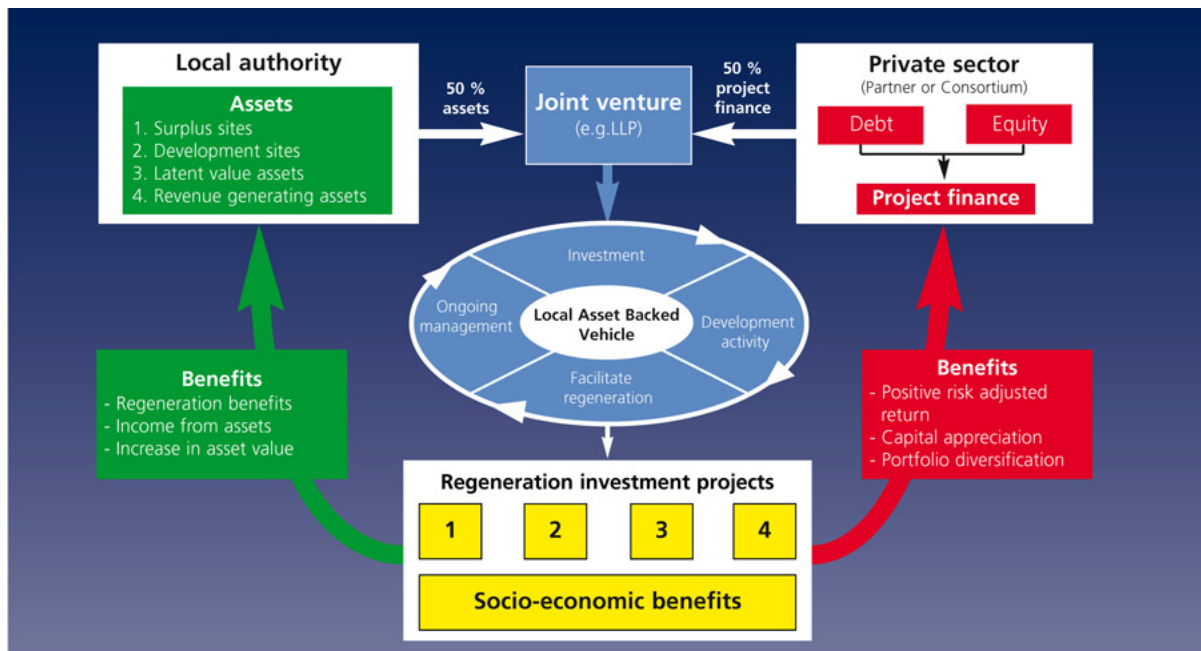 Local authority
Assets
1. Surplus sites
2. Development sites
3. Latent value assets
4. Revenue generating assets
50 %
assets
Joint venture
(e.g.LLP)
50 %
project
finance
Private sector
(Partner or Consortium)
Debt
Equity
Project finance
Investment
Ongoing
management
Local Asset Backed
Vehicle
Development
activity
Facilitate
regeneration
Benefits
- Regeneration benefits
- Income from assets
- Increase in asset value
Benefits
- Positive risk adjusted
return
- Capital appreciation
- Portfolio diversification
Regeneration investment projects
1
2
3
4
Socio-economic benefits